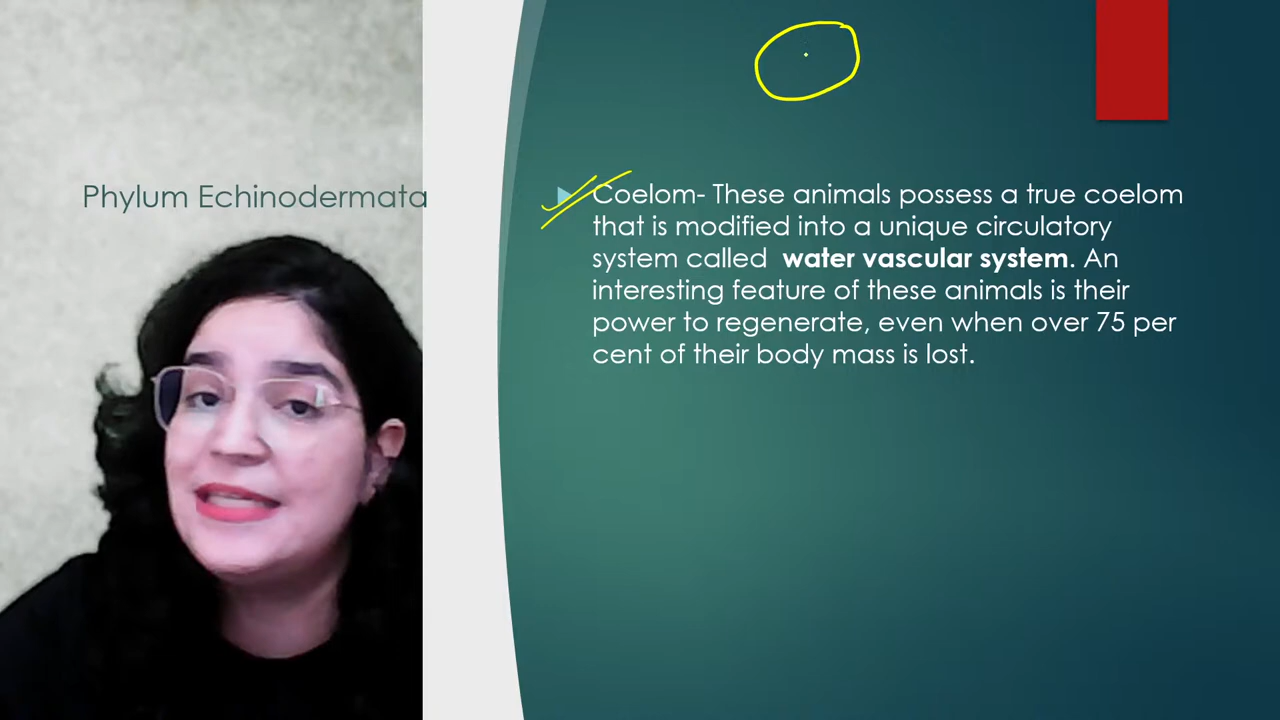 Phylum Echinodermata
Coelom- These animals possess a true coelom
that is modified into a unique circulatory
system called water vascular system. An
interesting feature of these animals is their
power to regenerate, even when over 75 per
cent of their body mass is lost.